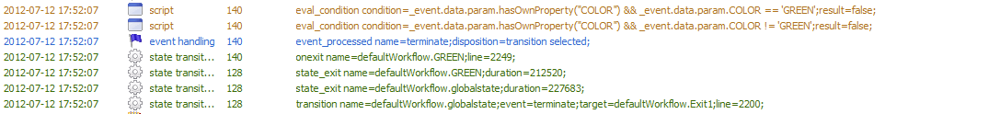 2012-07-12 17:52:07 script 140 eval_condition condition=_event.data.param.hasOwnProperty("COLOR") && _event.data.param.COLOR == 'GREEN';result=false;
2012-07-12 17:52:07 script 140 eval_condition condition=_event.data.param.hasOwnProperty("COLOR") && _event.data.param.COLOR != 'GREEN';result=false;
2012-07-12 17:52:07 event handling 140 event_processed name=terminate;disposition=transition selected;
2012-07-12 17:52:07 state transit... 140 onexit name=defaultWorkflow.GREEN;line=2249;
2012-07-12 17:52:07 state transit... 128 state_exit name=defaultWorkflow.GREEN;duration=212520;
2012-07-12 17:52:07 state transit... 128 state_exit name=defaultWorkflow.globalstate;duration=227683;
2012-07-12 17:52:07 state transit... 128 transition name=defaultWorkflow.globalstate;event=terminate;target=defaultWorkflow.Exit1;line=2200;